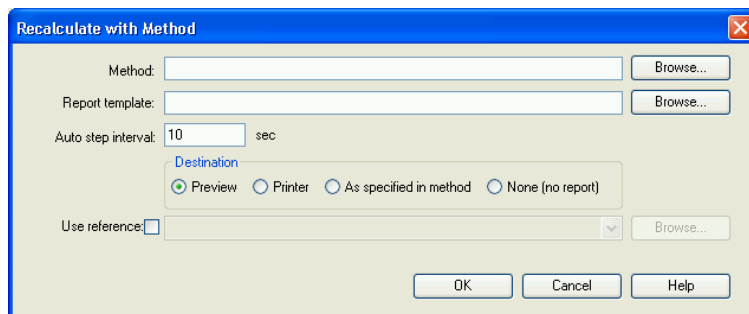 Recalculate with Method
Method: Browse...
Report template: Browse...
Auto step interval: 10 sec
Destination
Preview Printer As specified in method None (no report)
Use reference: Browse...
OK Cancel Help